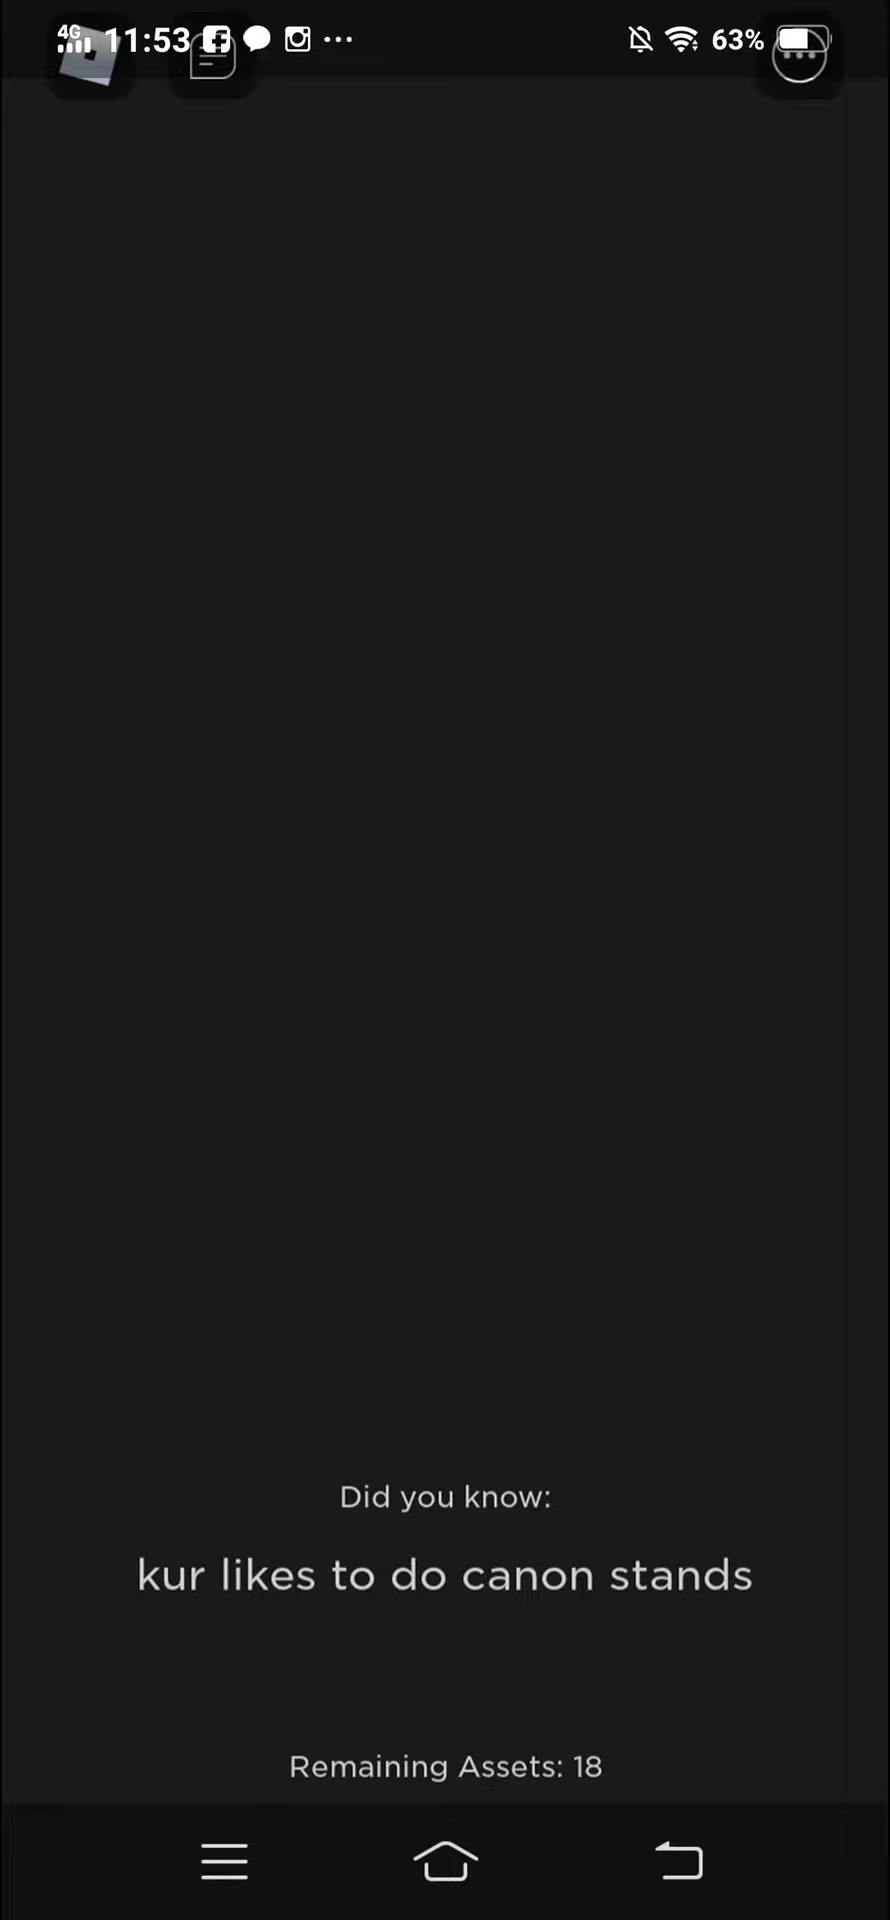 4G 11:53 63%
Did you know:
kur likes to do canon stands
Remaining Assets: 18